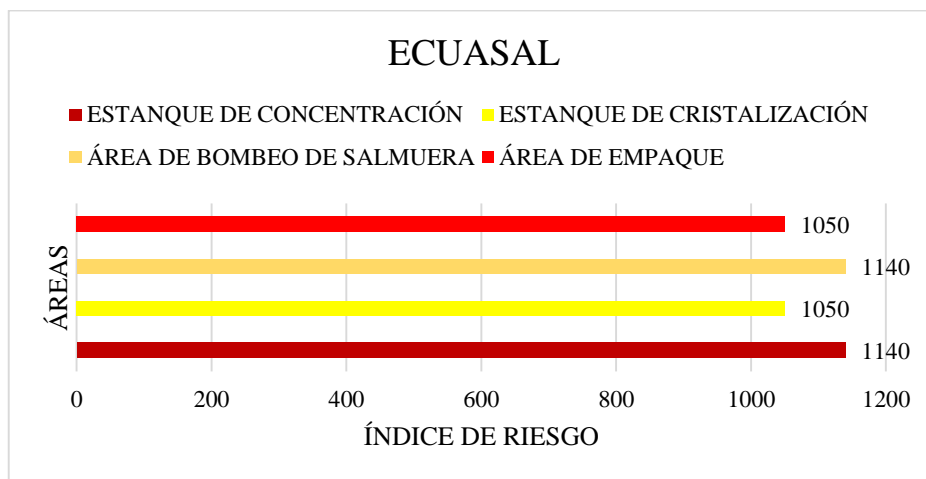 ECUASAL
ESTANQUE DE CONCENTRACIÓN ESTANQUE DE CRISTALIZACIÓN
ÁREA DE BOMBEO DE SALMUERA ÁREA DE EMPAQUE
ÁREAS
1050
1140
1050
1140
0 200 400 600 800 1000 1200
ÍNDICE DE RIESGO